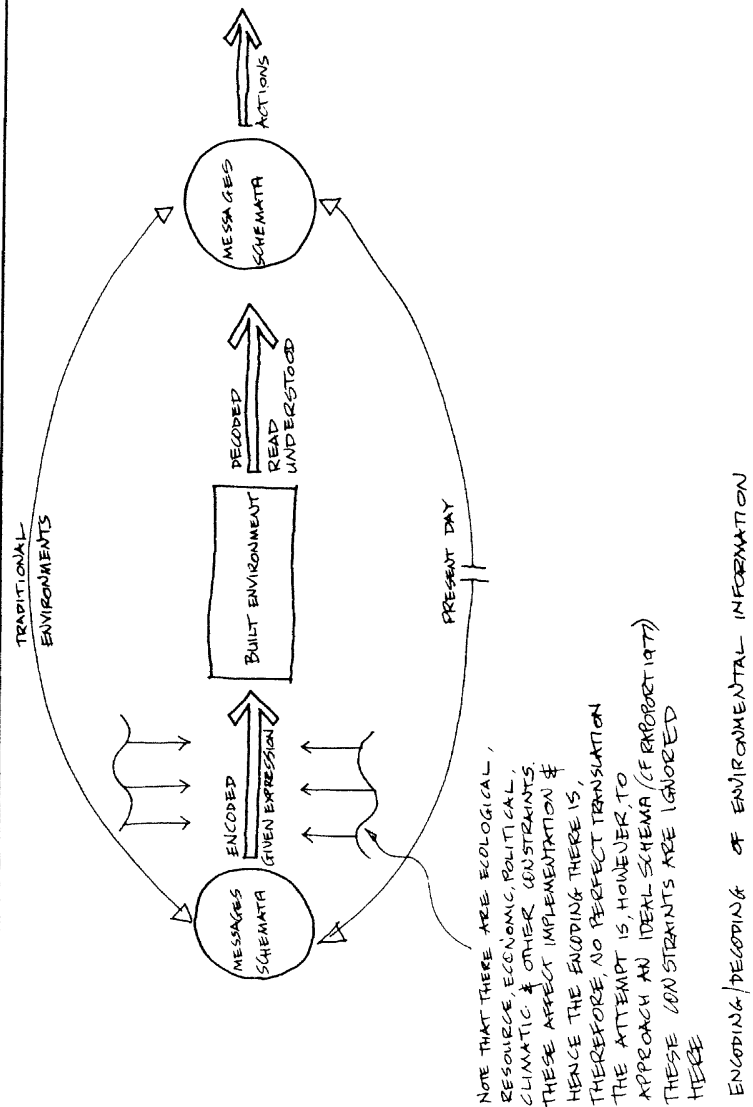 TRADITIONAL
ENVIRONMENTS
MESSAGES
SCHEMATA
ENCODED
GIVEN EXPRESSION
BUILT ENVIRONMENT
DECODED
READ
UNDERSTOOD
MESSAGES
SCHEMATA
ACTIONS
PRESENT DAY
NOTE THAT THERE ARE ECOLOGICAL,
RESOURCE, ECONOMIC, POLITICAL,
CLIMATIC & OTHER CONSTRAINTS.
THESE AFFECT IMPLEMENTATION &
HENCE THE ENCODING THERE IS,
THEREFORE, NO PERFECT TRANSLATION
THE ATTEMPT IS, HOWEVER, TO
APPROACH AN IDEAL SCHEMA (CF RAPOPORT 1977)
THESE CONSTRAINTS ARE IGNORED
HERE
ENCODING/DECODING OF ENVIRONMENTAL INFORMATION